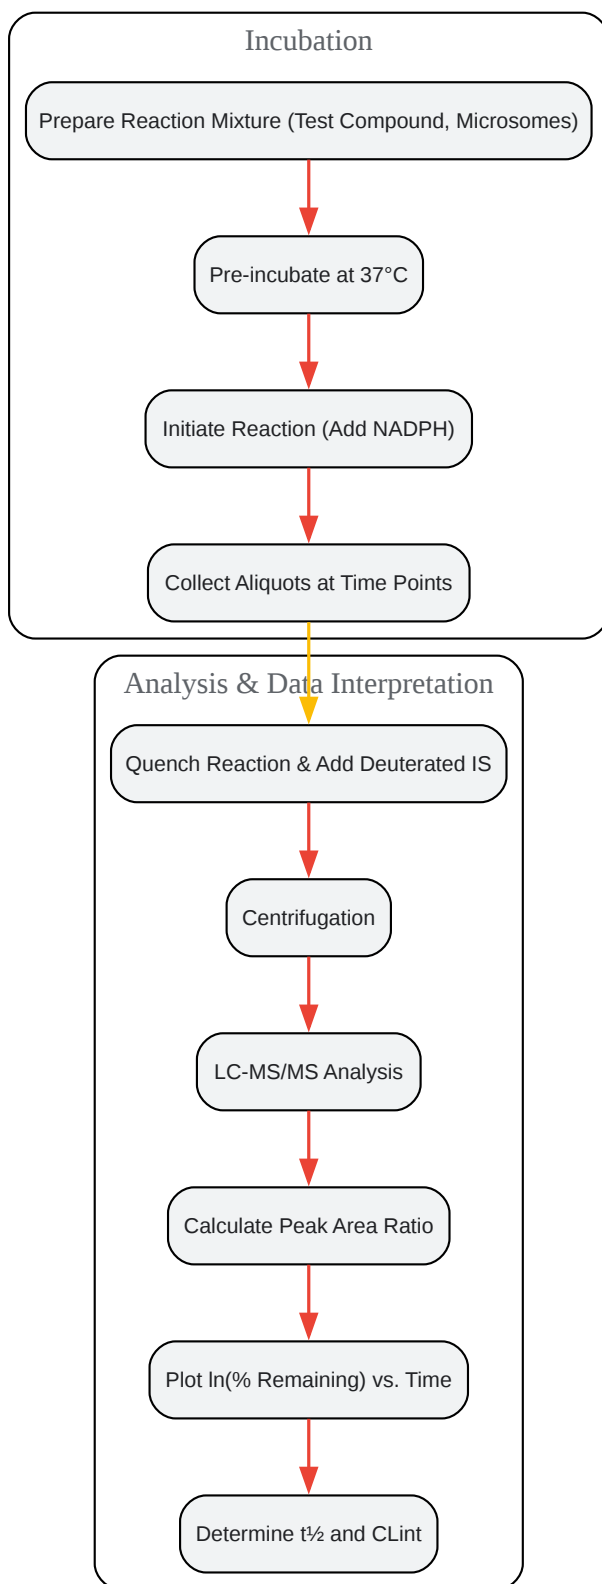 Incubation
Prepare Reaction Mixture (Test Compound, Microsomes)
Pre-incubate at 37°C
Initiate Reaction (Add NADPH)
Collect Aliquots at Time Points
Analysis & Data Interpretation
Quench Reaction & Add Deuterated IS
Centrifugation
LC-MS/MS Analysis
Calculate Peak Area Ratio
Plot ln(% Remaining) vs. Time
Determine t½ and CLint